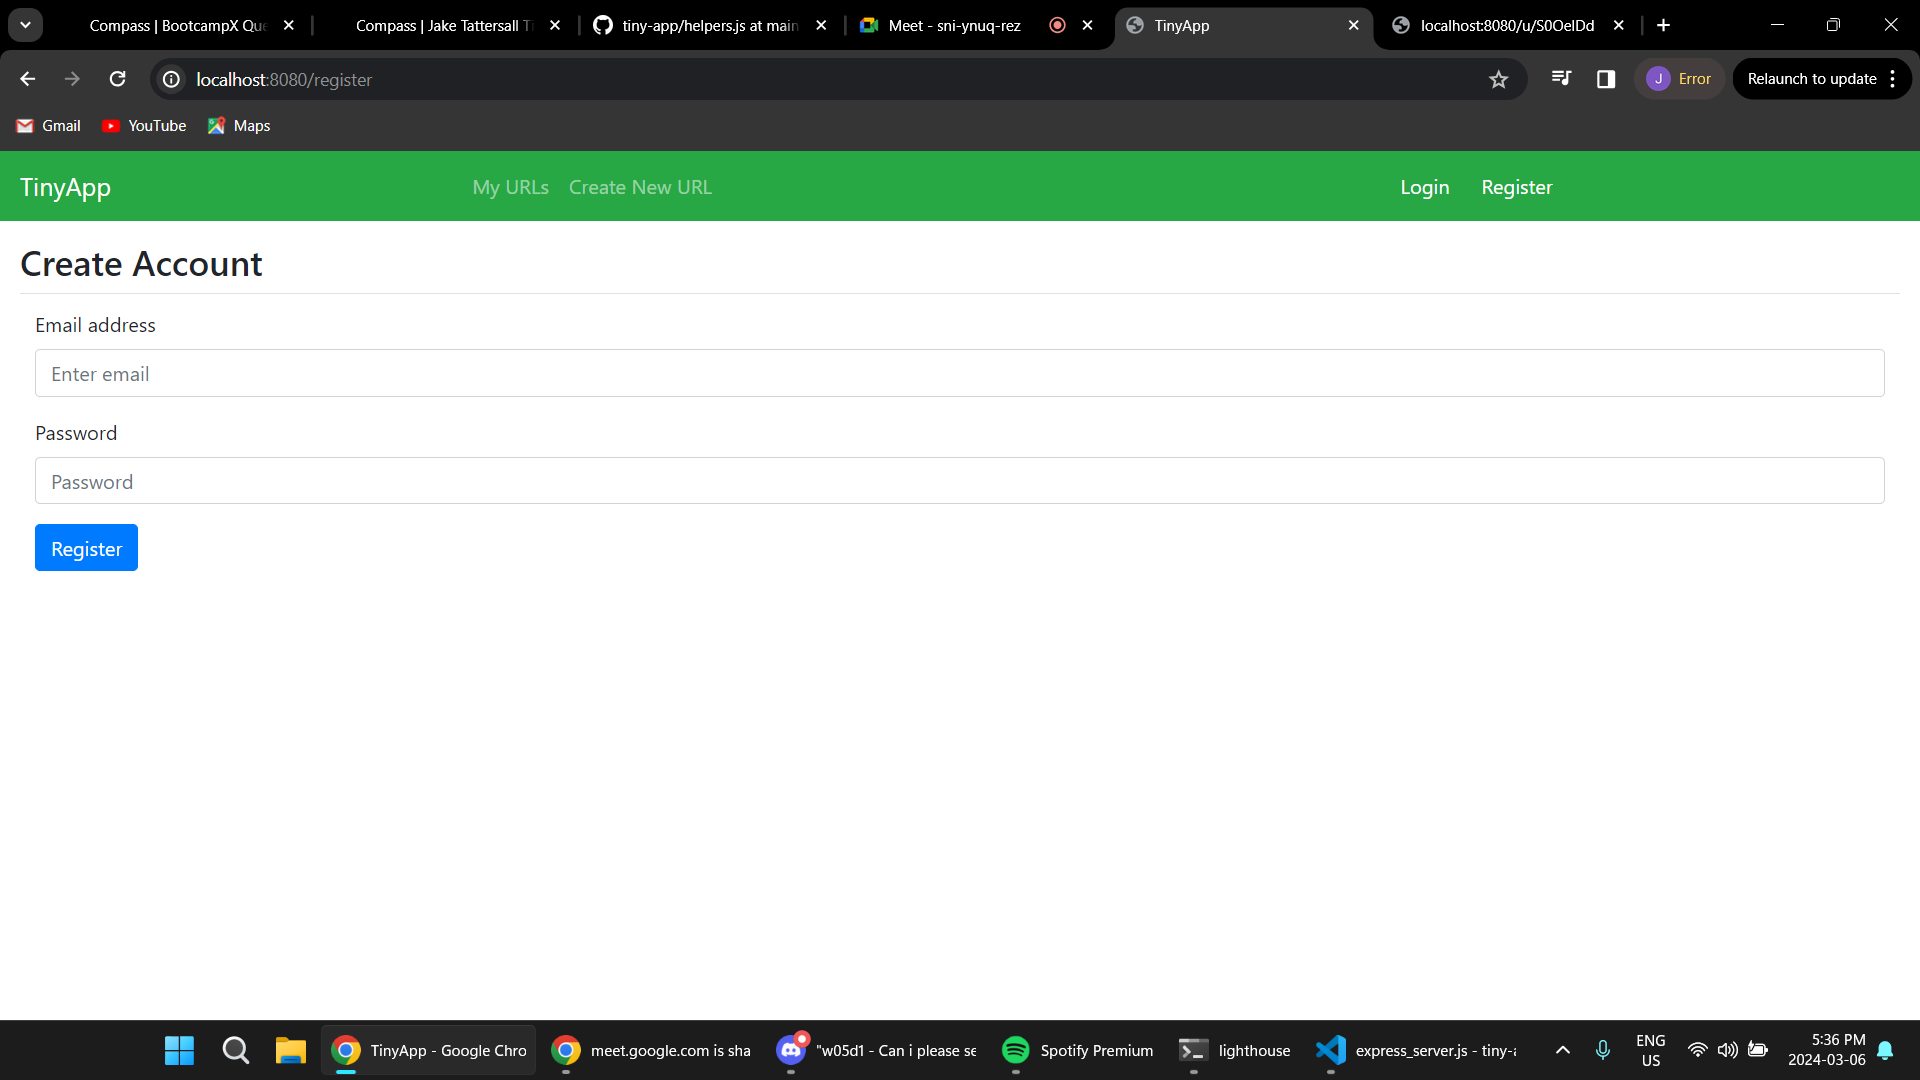 Compass | BootcampX Que
Compass | Jake Tattersall Ti
tiny-app/helpers.js at main
Meet - sni-ynuq-rez
TinyApp
localhost:8080/u/S0OelDd
localhost:8080/register
J Error
Relaunch to update
Gmail YouTube Maps
TinyApp My URLs Create New URL Login Register
Create Account
Email address
Enter email
Password
Password
Register
TinyApp - Google Chro
meet.google.com is sha
"w05d1 - Can i please se
Spotify Premium
lighthouse
express_server.js - tiny-a
ENG
US
5:36 PM
2024-03-06